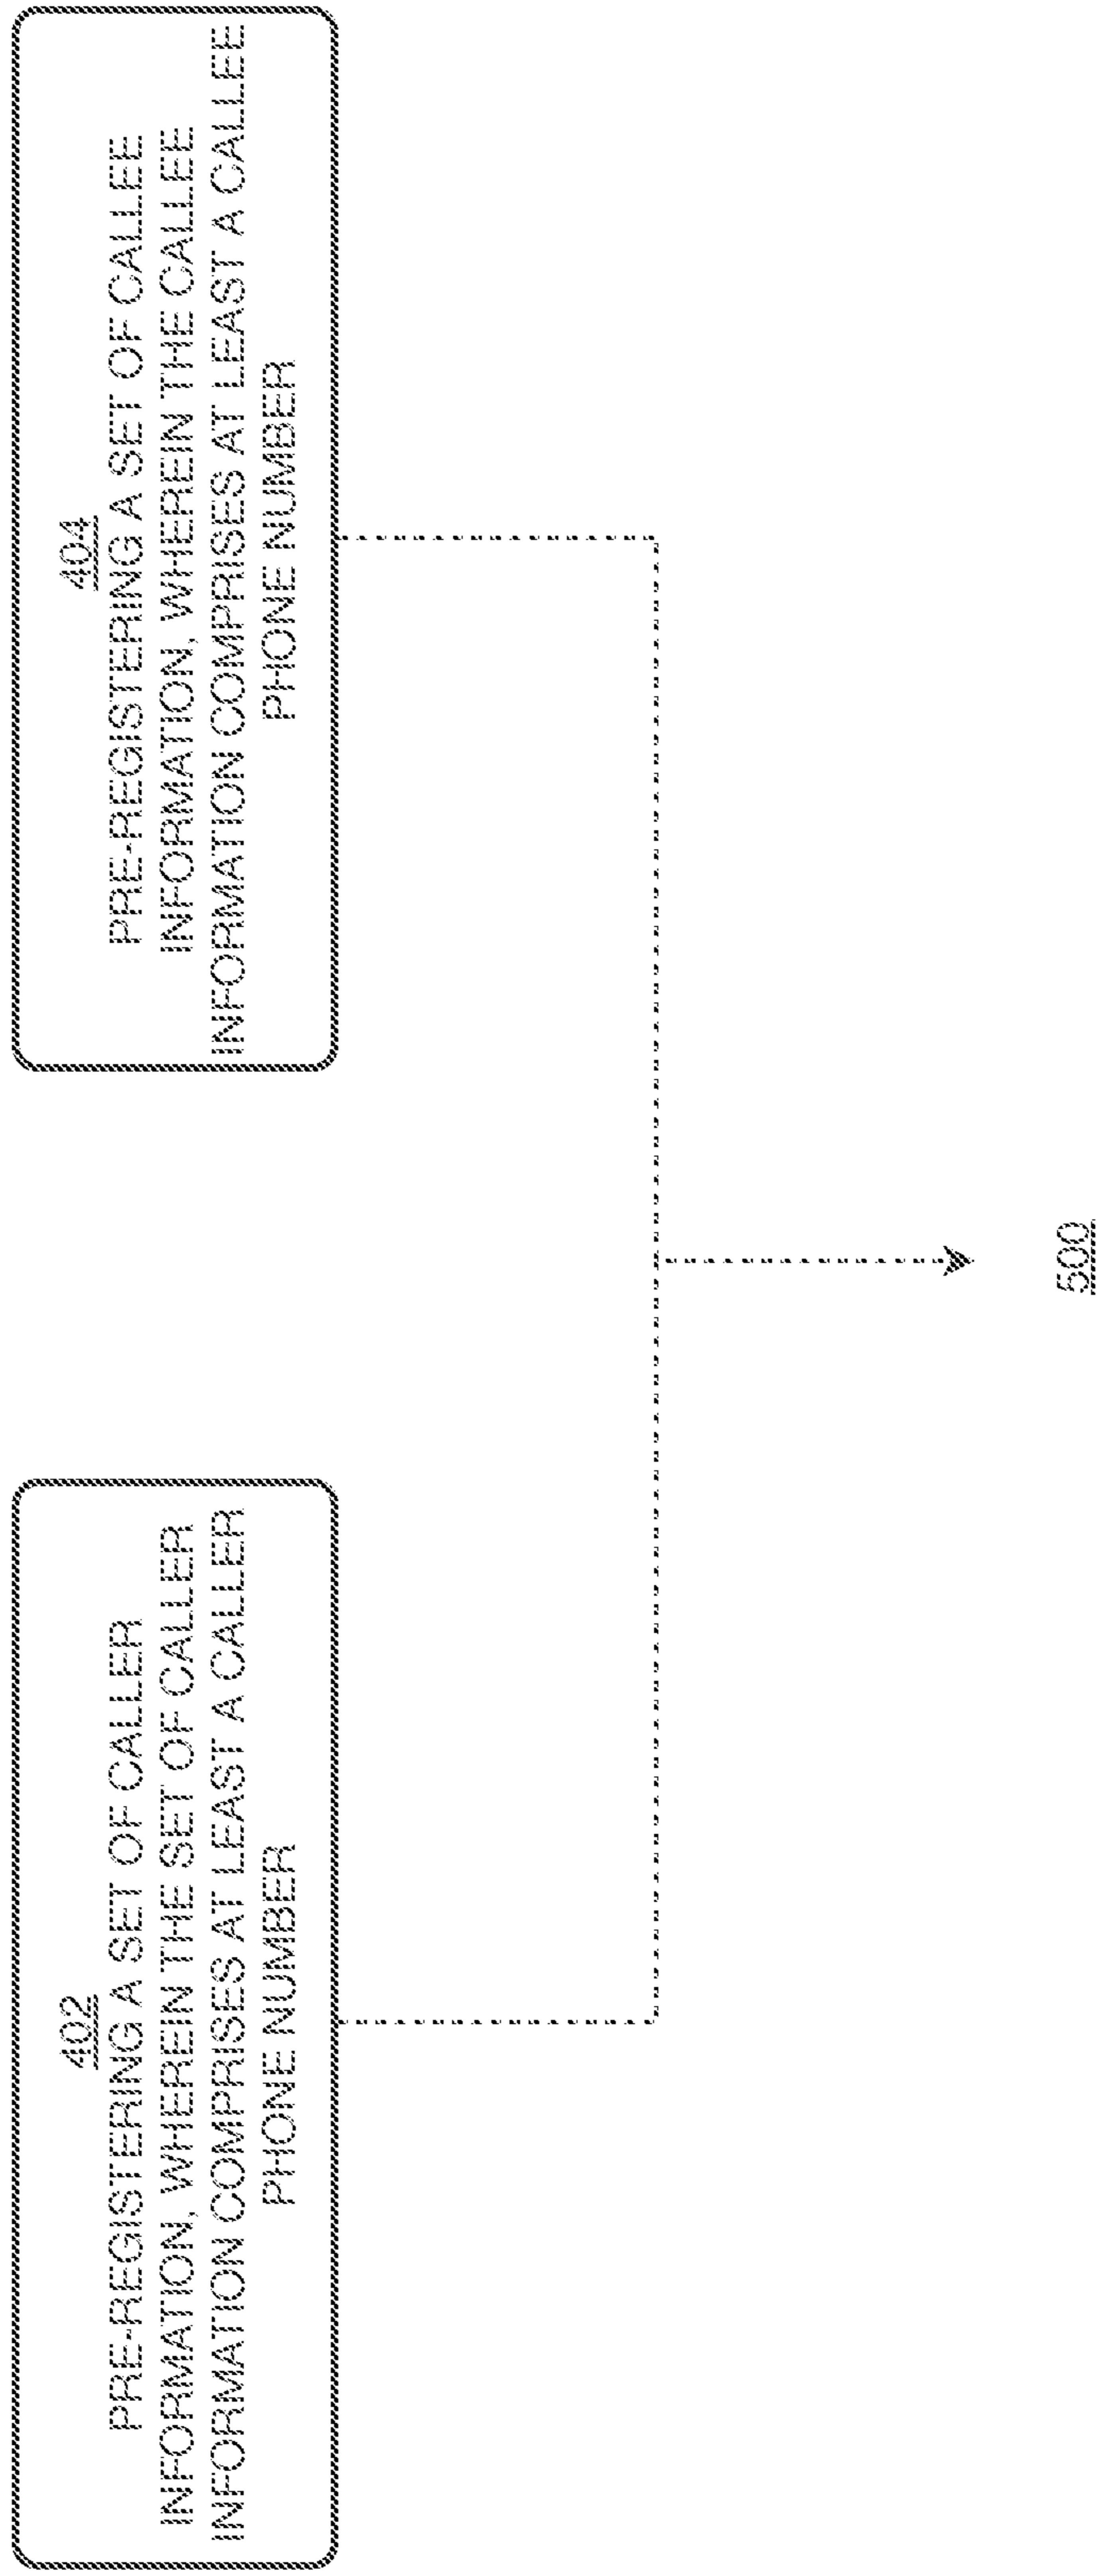 402
PRE-REGISTERING A SET OF CALLER
INFORMATION, WHEREIN THE SET OF CALLER
INFORMATION COMPRISES AT LEAST A CALLER
PHONE NUMBER
404
PRE-REGISTERING A SET OF CALLEE
INFORMATION, WHEREIN THE CALLEE
INFORMATION COMPRISES AT LEAST A CALLEE
PHONE NUMBER
500